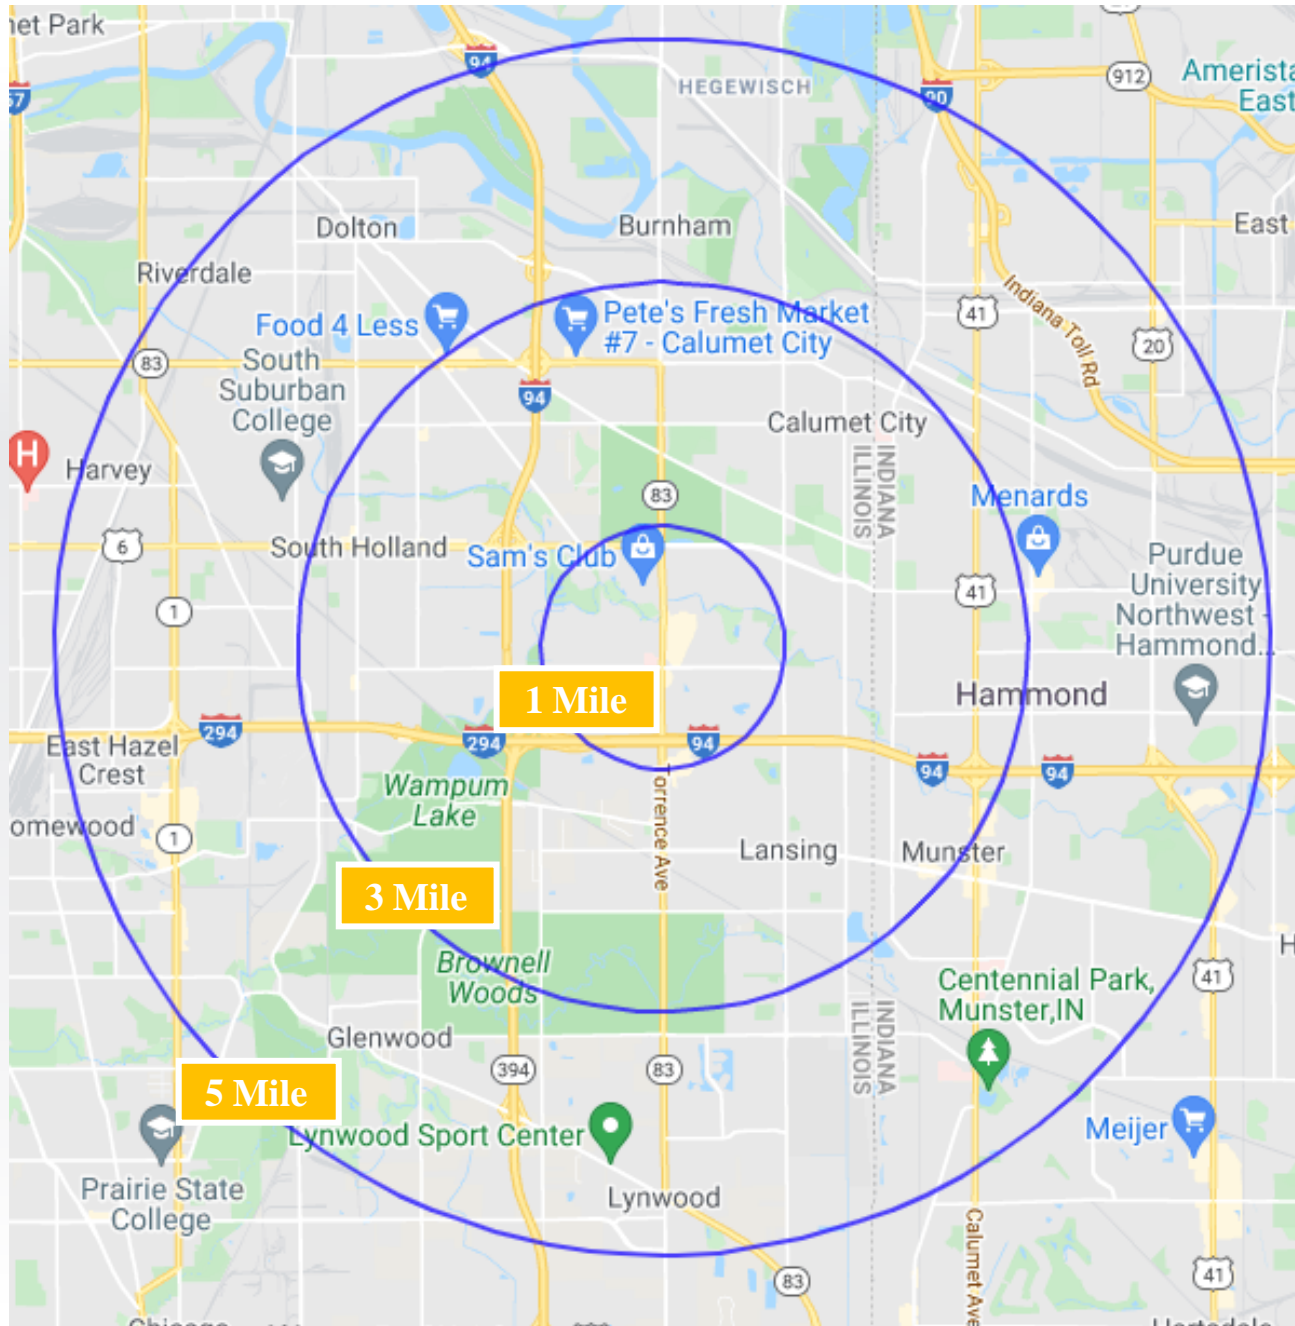 net Park
94
57
HEGEWISCH
90
912
Amerista
East
Dolton
Burnham
East
Riverdale
Indiana Toll Rd
Food 4 Less
Pete's Fresh Market
#7 - Calumet City
41
20
83
South
Suburban
College
94
Calumet City
H
Harvey
INDIANA
ILLINOIS
83
Menards
6
South Holland
Sam's Club
Purdue
University
Northwest -
Hammond...
1
41
1 Mile
Hammond
294
East Hazel
Crest
294
94
94
94
Wampum
Lake
Torrence Ave
omewood
1
Lansing
Munster
3 Mile
Brownell
Woods
H
41
Centennial Park,
Munster,IN
INDIANA
ILLINOIS
Glenwood
394
83
5 Mile
Lynwood Sport Center
Meijer
Prairie State
College
Lynwood
Calumet Ave
83
41